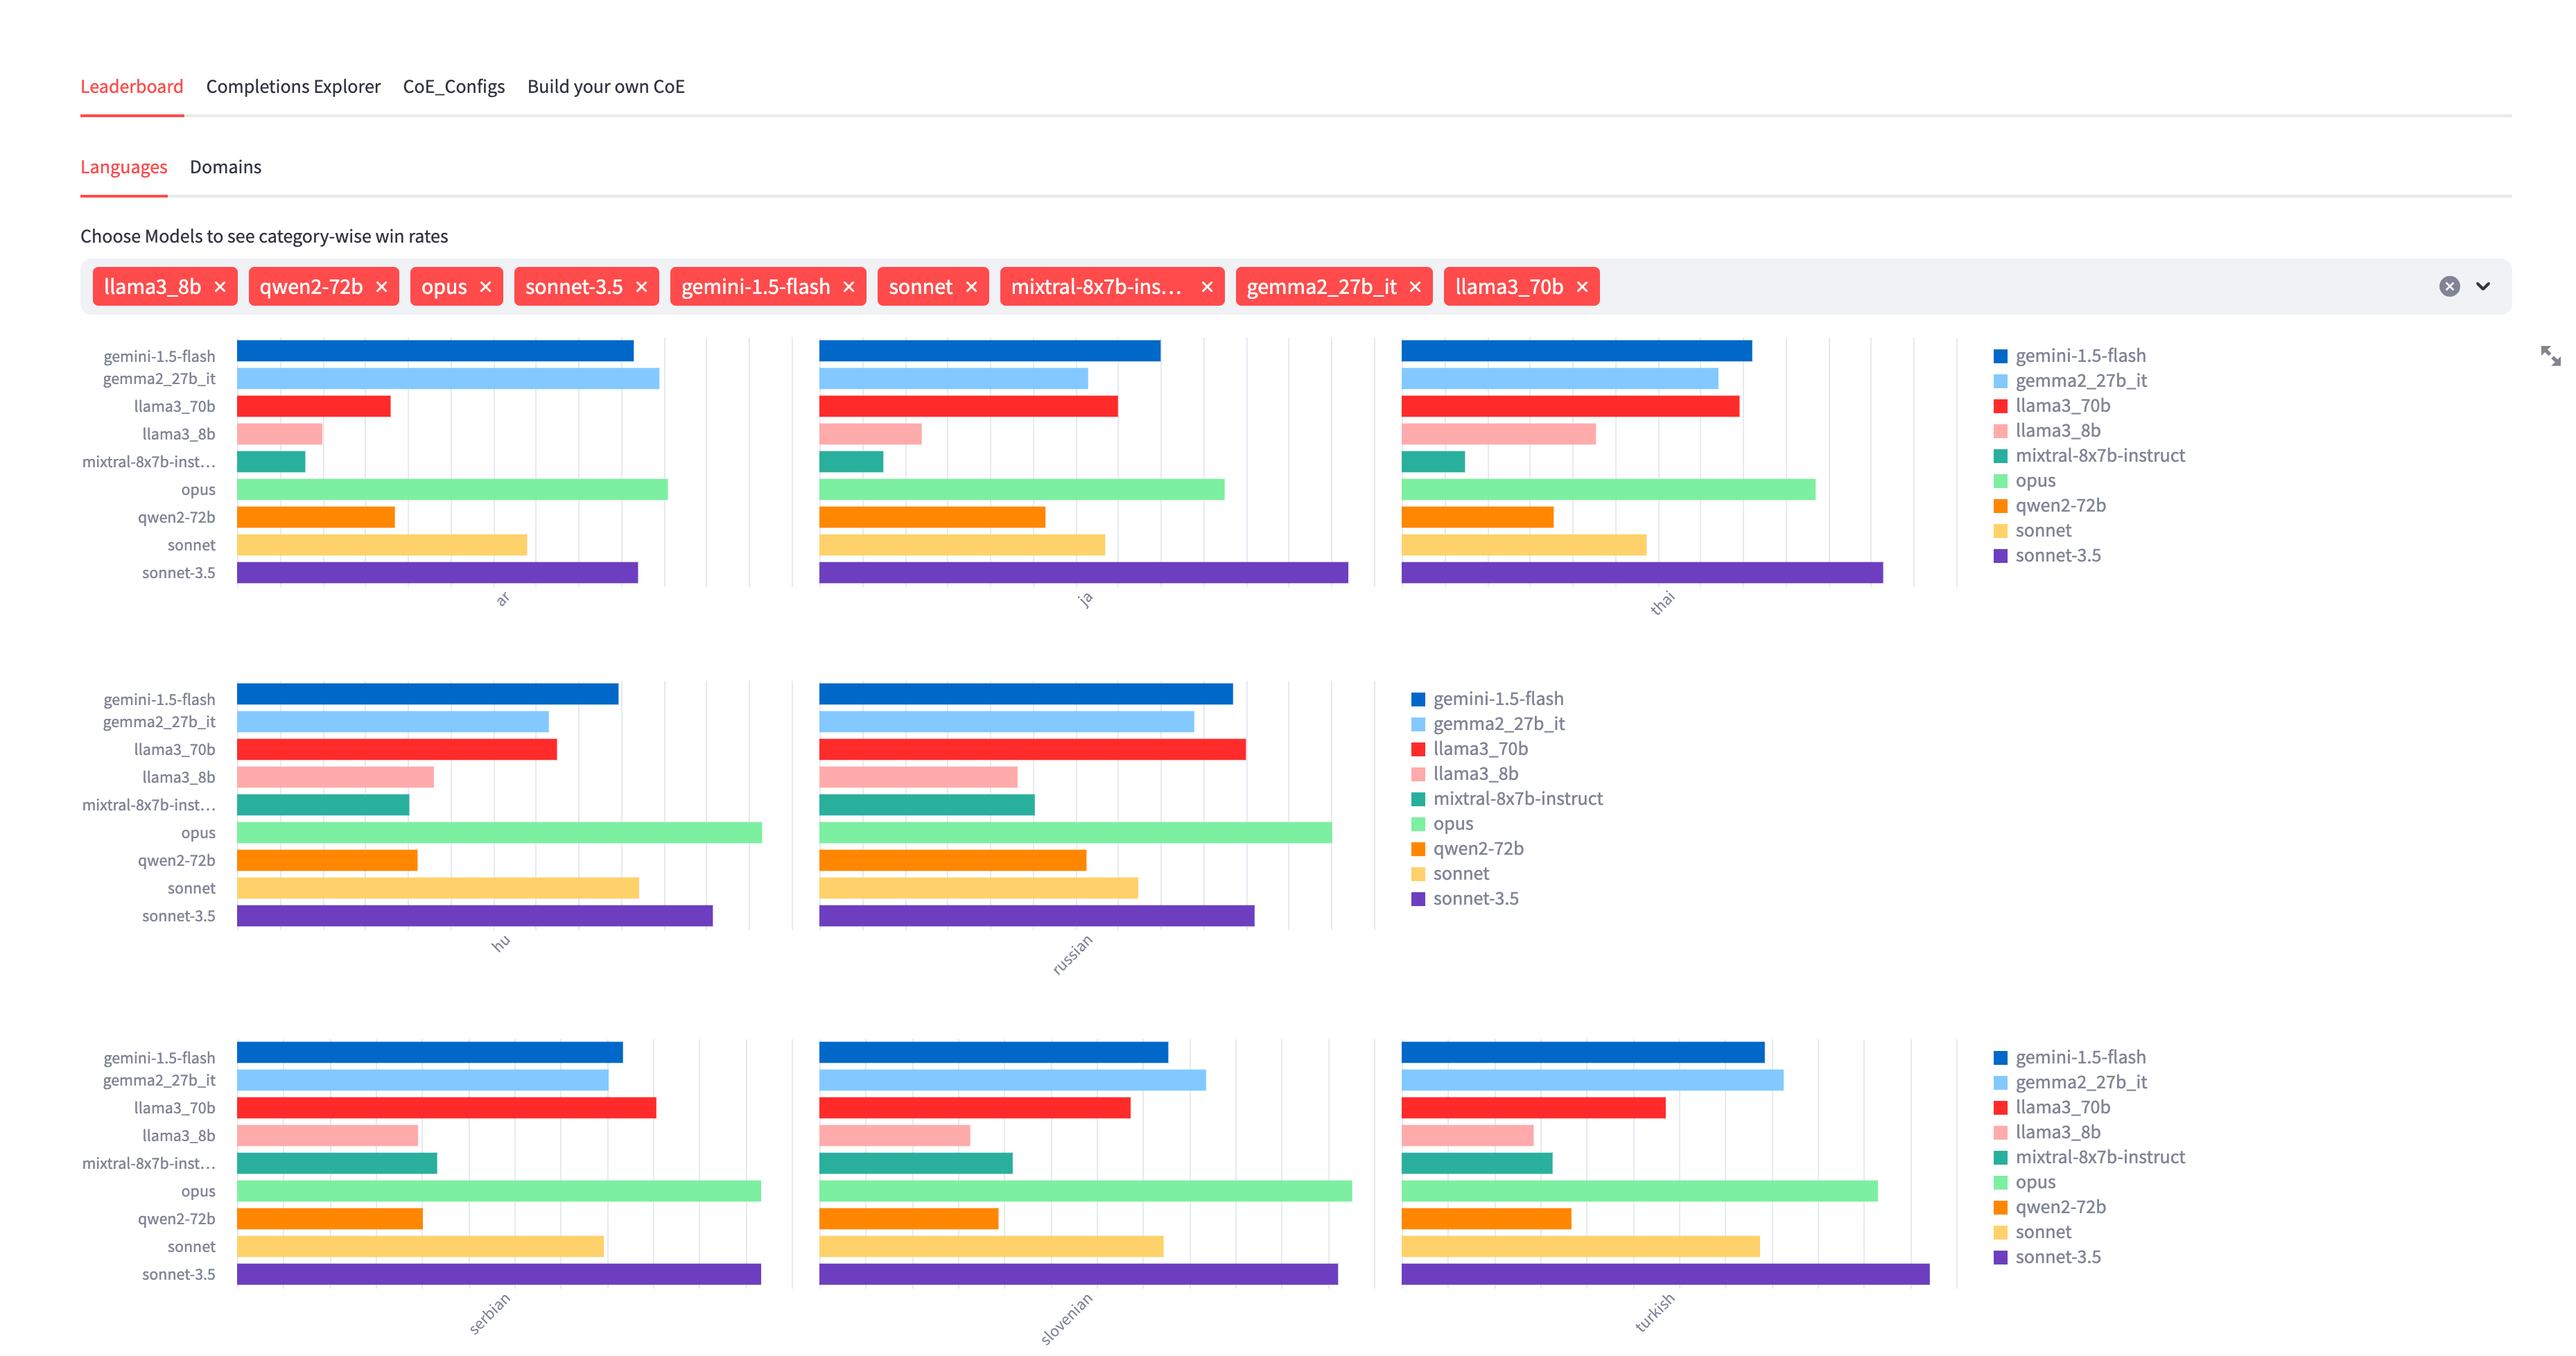 Leaderboard Completions Explorer CoE_Configs Build your own CoE
Languages Domains
Choose Models to see category-wise win rates
llama3_8b × qwen2-72b × opus × sonnet-3.5 × gemini-1.5-flash × sonnet × mixtral-8x7b-ins... × gemma2_27b_it × llama3_70b ×
gemini-1.5-flash
gemma2_27b_it
llama3_70b
llama3_8b
mixtral-8x7b-inst...
opus
qwen2-72b
sonnet
sonnet-3.5
ar
ja
thai
gemini-1.5-flash
gemma2_27b_it
llama3_70b
llama3_8b
mixtral-8x7b-instruct
opus
qwen2-72b
sonnet
sonnet-3.5
gemini-1.5-flash
gemma2_27b_it
llama3_70b
llama3_8b
mixtral-8x7b-inst...
opus
qwen2-72b
sonnet
sonnet-3.5
hu
russian
gemini-1.5-flash
gemma2_27b_it
llama3_70b
llama3_8b
mixtral-8x7b-instruct
opus
qwen2-72b
sonnet
sonnet-3.5
gemini-1.5-flash
gemma2_27b_it
llama3_70b
llama3_8b
mixtral-8x7b-inst...
opus
qwen2-72b
sonnet
sonnet-3.5
serbian
slovenian
turkish
gemini-1.5-flash
gemma2_27b_it
llama3_70b
llama3_8b
mixtral-8x7b-instruct
opus
qwen2-72b
sonnet
sonnet-3.5